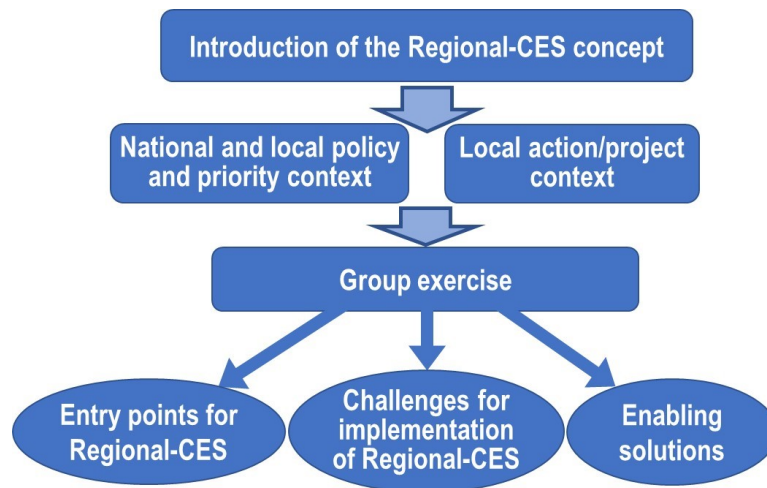 Introduction of the Regional-CES concept
National and local policy
and priority context
Local action/project
context
Group exercise
Entry points for
Regional-CES
Challenges for
implementation
of Regional-CES
Enabling
solutions